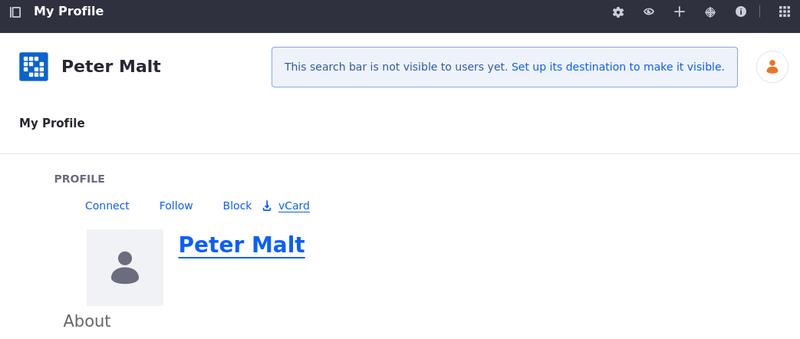 My Profile
Peter Malt
This search bar is not visible to users yet. Set up its destination to make it visible.
My Profile
PROFILE
Connect Follow Block vCard
Peter Malt
About